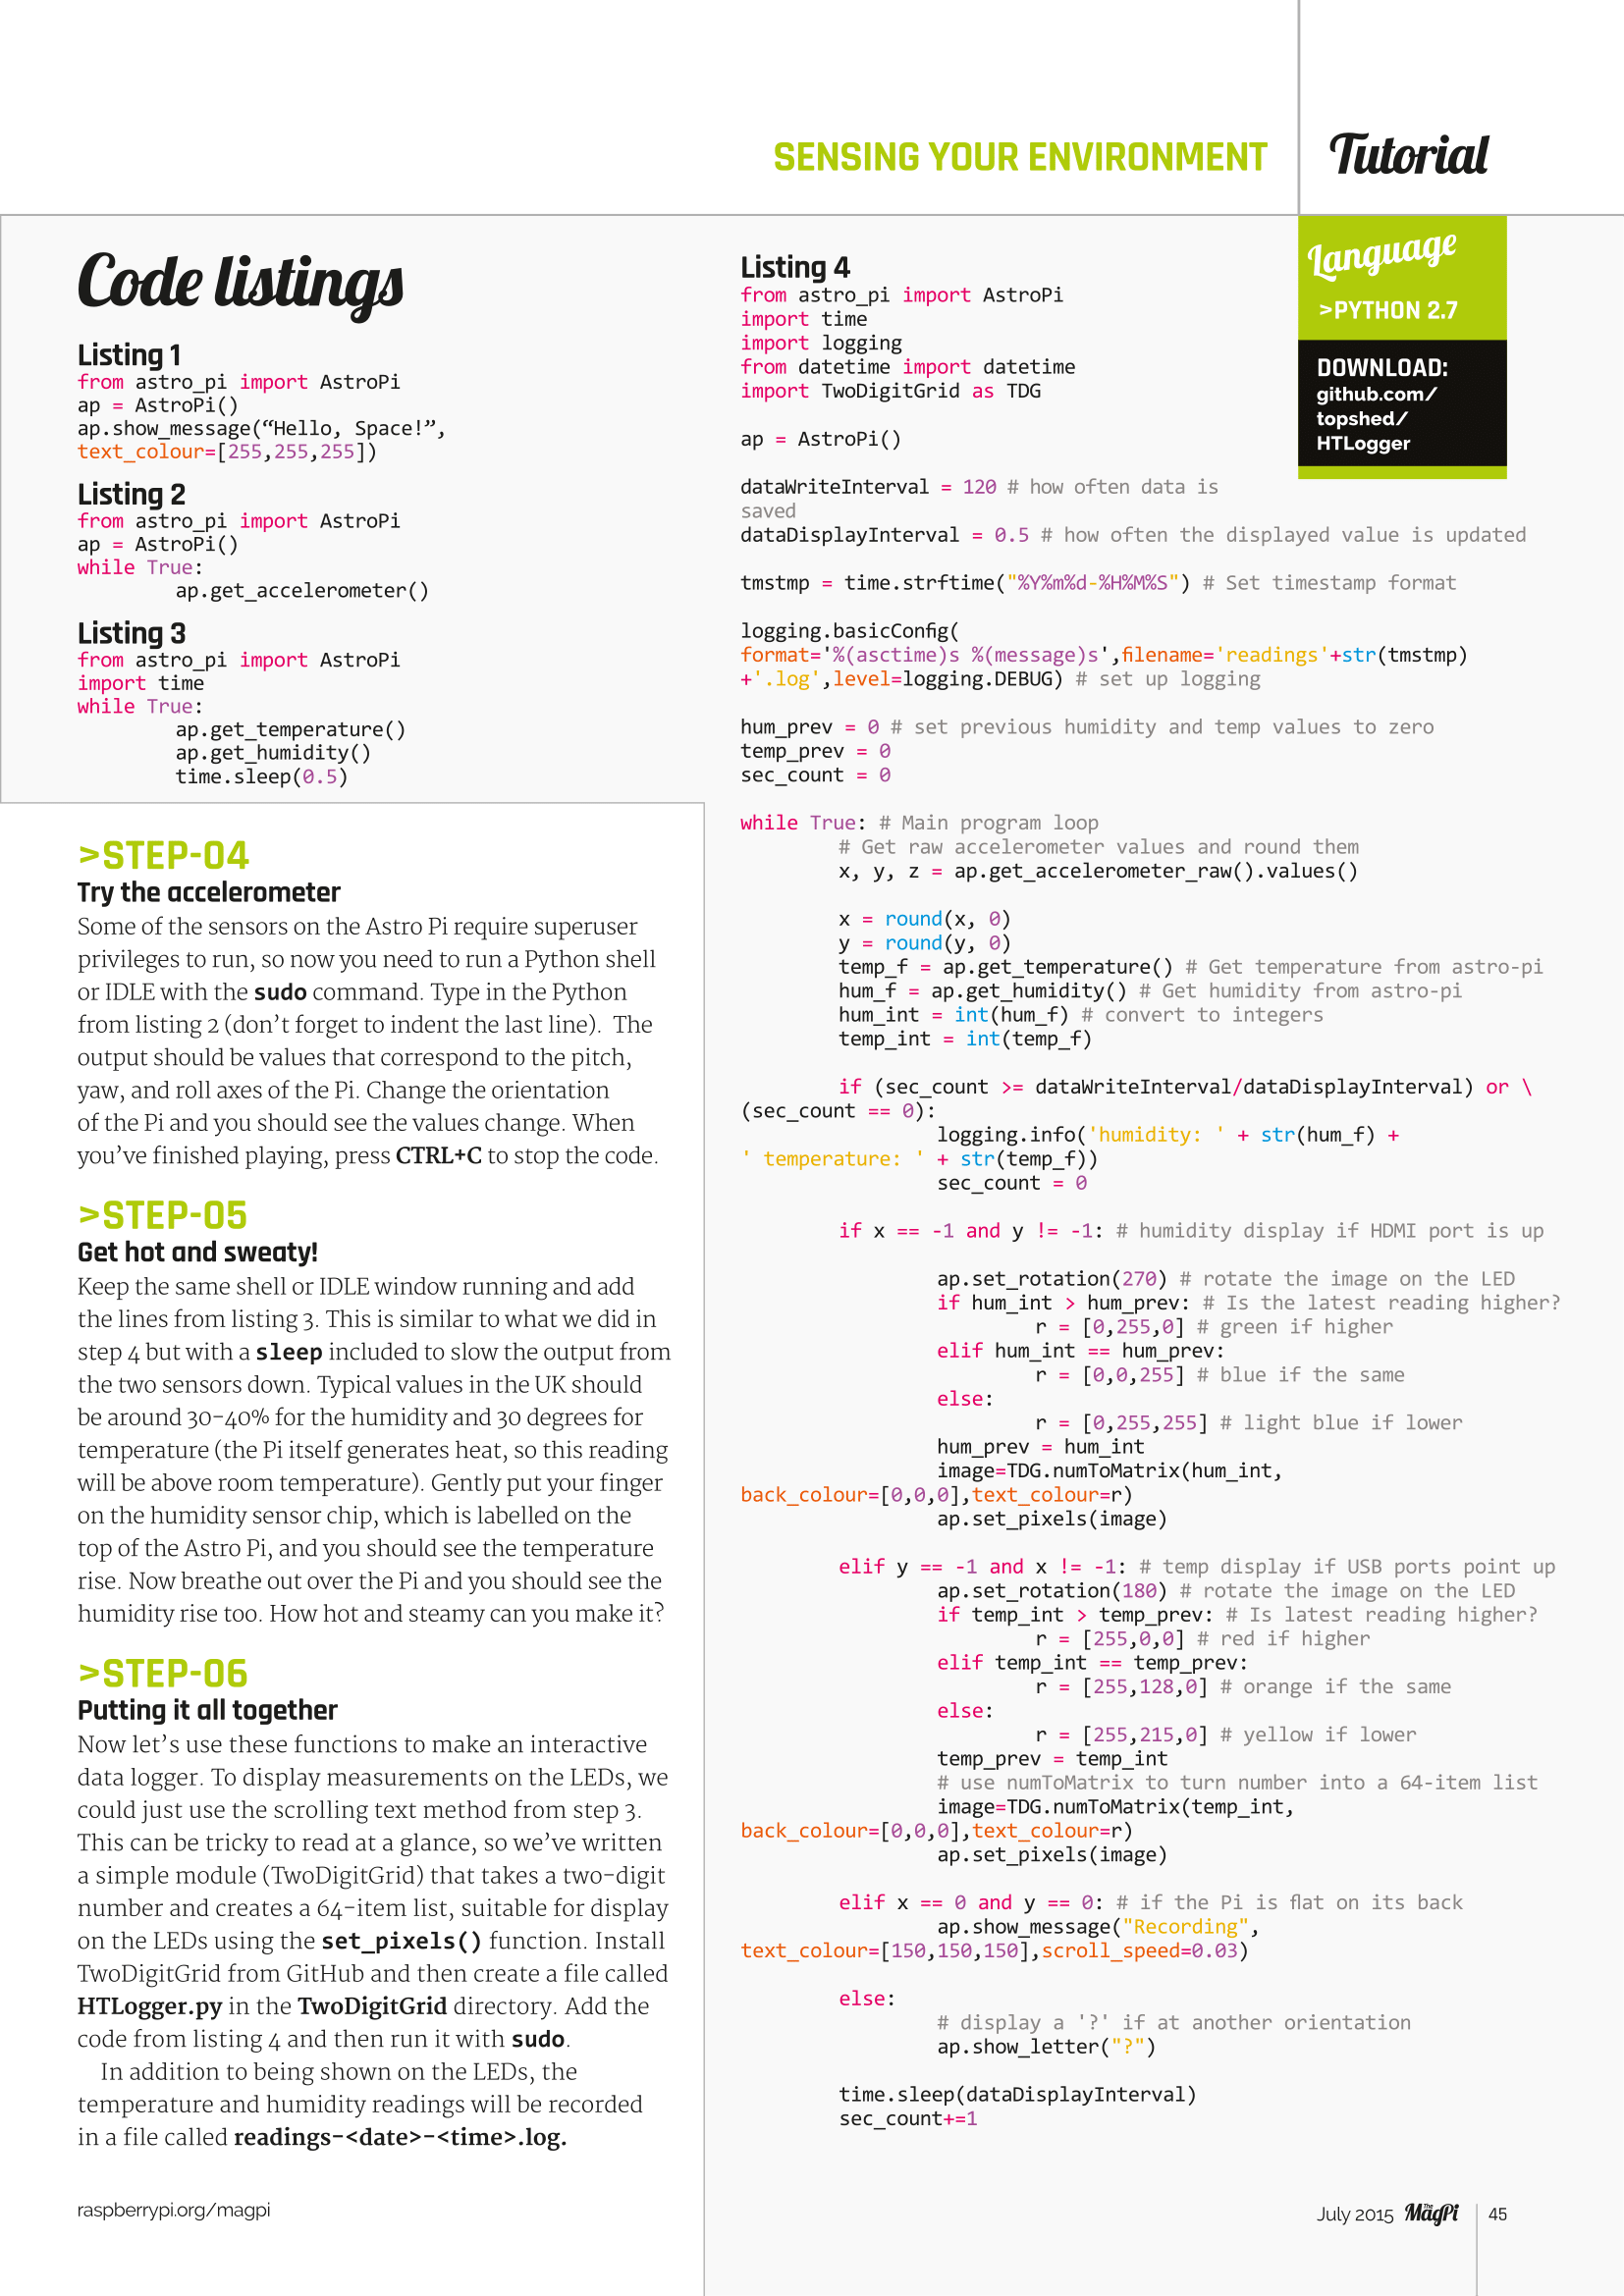 SENSING YOUR ENVIRONMENT
Tutorial
Code listings
Listing 1
from astro_pi import AstroPi
ap = AstroPi()
ap.show_message(“Hello, Space!”,
text_colour=[255,255,255])
Listing 2
from astro_pi import AstroPi
ap = AstroPi()
while True:
        ap.get_accelerometer()
Listing 3
from astro_pi import AstroPi
import time
while True:
        ap.get_temperature()
        ap.get_humidity()
        time.sleep(0.5)
>STEP-04
Try the accelerometer
Some of the sensors on the Astro Pi require superuser
privileges to run, so now you need to run a Python shell
or IDLE with the sudo command. Type in the Python
from listing 2 (don’t forget to indent the last line).  The
output should be values that correspond to the pitch,
yaw, and roll axes of the Pi. Change the orientation
of the Pi and you should see the values change. When
you’ve finished playing, press CTRL+C to stop the code.
>STEP-05
Get hot and sweaty!
Keep the same shell or IDLE window running and add
the lines from listing 3. This is similar to what we did in
step 4 but with a sleep included to slow the output from
the two sensors down. Typical values in the UK should
be around 30-40% for the humidity and 30 degrees for
temperature (the Pi itself generates heat, so this reading
will be above room temperature). Gently put your finger
on the humidity sensor chip, which is labelled on the
top of the Astro Pi, and you should see the temperature
rise. Now breathe out over the Pi and you should see the
humidity rise too. How hot and steamy can you make it?
>STEP-06
Putting it all together
Now let’s use these functions to make an interactive
data logger. To display measurements on the LEDs, we
could just use the scrolling text method from step 3.
This can be tricky to read at a glance, so we’ve written
a simple module (TwoDigitGrid) that takes a two-digit
number and creates a 64-item list, suitable for display
on the LEDs using the set_pixels() function. Install
TwoDigitGrid from GitHub and then create a file called
HTLogger.py in the TwoDigitGrid directory. Add the
code from listing 4 and then run it with sudo.
In addition to being shown on the LEDs, the
temperature and humidity readings will be recorded
in a file called readings-<date>-<time>.log.
Listing 4
from astro_pi import AstroPi
import time
import logging
from datetime import datetime
import TwoDigitGrid as TDG
ap = AstroPi()
dataWriteInterval = 120 # how often data is
saved
dataDisplayInterval = 0.5 # how often the displayed value is updated
tmstmp = time.strftime("%Y%m%d-%H%M%S") # Set timestamp format
logging.basicConfig(
format='%(asctime)s %(message)s',filename='readings'+str(tmstmp)
+'.log',level=logging.DEBUG) # set up logging
hum_prev = 0 # set previous humidity and temp values to zero
temp_prev = 0
sec_count = 0
while True: # Main program loop
        # Get raw accelerometer values and round them
        x, y, z = ap.get_accelerometer_raw().values()
        x = round(x, 0)
        y = round(y, 0)
        temp_f = ap.get_temperature() # Get temperature from astro-pi
        hum_f = ap.get_humidity() # Get humidity from astro-pi
        hum_int = int(hum_f) # convert to integers
        temp_int = int(temp_f)
        if (sec_count >= dataWriteInterval/dataDisplayInterval) or \
(sec_count == 0):
                logging.info('humidity: ' + str(hum_f) +
' temperature: ' + str(temp_f))
                sec_count = 0
        if x == -1 and y != -1: # humidity display if HDMI port is up
                ap.set_rotation(270) # rotate the image on the LED
                if hum_int > hum_prev: # Is the latest reading higher?
                        r = [0,255,0] # green if higher
                elif hum_int == hum_prev:
                        r = [0,0,255] # blue if the same
                else:
                        r = [0,255,255] # light blue if lower
                hum_prev = hum_int
                image=TDG.numToMatrix(hum_int,
back_colour=[0,0,0],text_colour=r)
                ap.set_pixels(image)
        elif y == -1 and x != -1: # temp display if USB ports point up
                ap.set_rotation(180) # rotate the image on the LED
                if temp_int > temp_prev: # Is latest reading higher?
                        r = [255,0,0] # red if higher
                elif temp_int == temp_prev:
                        r = [255,128,0] # orange if the same
                else:
                        r = [255,215,0] # yellow if lower
                temp_prev = temp_int
                # use numToMatrix to turn number into a 64-item list
                image=TDG.numToMatrix(temp_int,
back_colour=[0,0,0],text_colour=r)
                ap.set_pixels(image)
        elif x == 0 and y == 0: # if the Pi is flat on its back
                ap.show_message("Recording",
text_colour=[150,150,150],scroll_speed=0.03)
        else:
                # display a '?' if at another orientation
                ap.show_letter("?")
        time.sleep(dataDisplayInterval)
        sec_count+=1
Language
>PYTHON 2.7
DOWNLOAD:
github.com/
topshed/
HTLogger
raspberrypi.org/magpi
July 2015 The MagPi 45